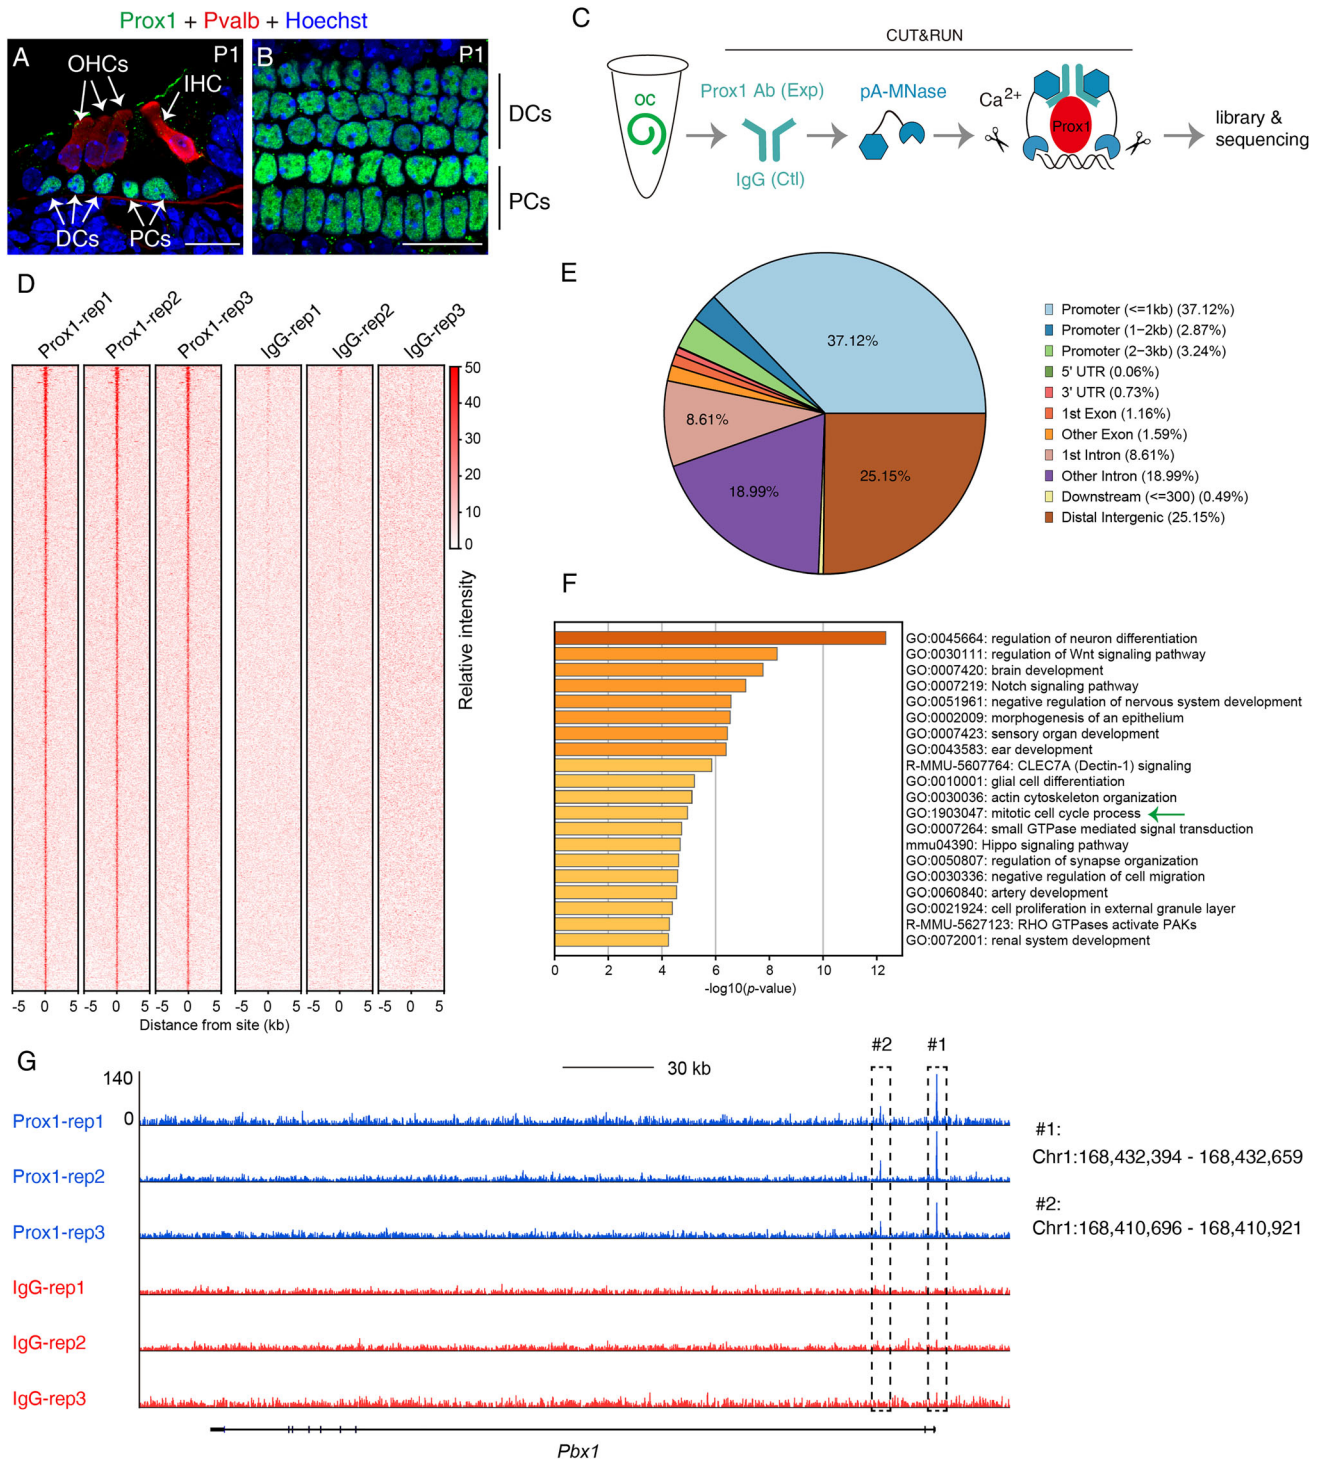 Prox1 + Pvalb + Hoechst
A
P1
OHCs
IHC
DCs
PCs
B
P1
DCs
PCs
C
CUT&RUN
OC
Prox1 Ab (Exp)
IgG (Ctl)
pA-MNase
Ca2+
Prox1
library &
sequencing
D
Prox1-rep1
Prox1-rep2
Prox1-rep3
IgG-rep1
IgG-rep2
IgG-rep3
50
40
30
20
10
0
Relative intensity
-5 0 5 -5 0 5 -5 0 5 -5 0 5 -5 0 5 -5 0 5
Distance from site (kb)
E
37.12%
8.61%
18.99%
25.15%
Promoter (<=1kb) (37.12%)
Promoter (1-2kb) (2.87%)
Promoter (2-3kb) (3.24%)
5' UTR (0.06%)
3' UTR (0.73%)
1st Exon (1.16%)
Other Exon (1.59%)
1st Intron (8.61%)
Other Intron (18.99%)
Downstream (<=300) (0.49%)
Distal Intergenic (25.15%)
F
GO:0045664: regulation of neuron differentiation
GO:0030111: regulation of Wnt signaling pathway
GO:0007420: brain development
GO:0007219: Notch signaling pathway
GO:0051961: negative regulation of nervous system development
GO:0002009: morphogenesis of an epithelium
GO:0007423: sensory organ development
GO:0043583: ear development
R-MMU-5607764: CLEC7A (Dectin-1) signaling
GO:0010001: glial cell differentiation
GO:0030036: actin cytoskeleton organization
GO:1903047: mitotic cell cycle process
GO:0007264: small GTPase mediated signal transduction
mmu04390: Hippo signaling pathway
GO:0050807: regulation of synapse organization
GO:0030336: negative regulation of cell migration
GO:0060840: artery development
GO:0021924: cell proliferation in external granule layer
R-MMU-5627123: RHO GTPases activate PAKs
GO:0072001: renal system development
0 2 4 6 8 10 12
-log10(p-value)
G
30 kb
#2
#1
140
0
Prox1-rep1
Prox1-rep2
Prox1-rep3
IgG-rep1
IgG-rep2
IgG-rep3
#1:
Chr1:168,432,394 - 168,432,659
#2:
Chr1:168,410,696 - 168,410,921
Pbx1